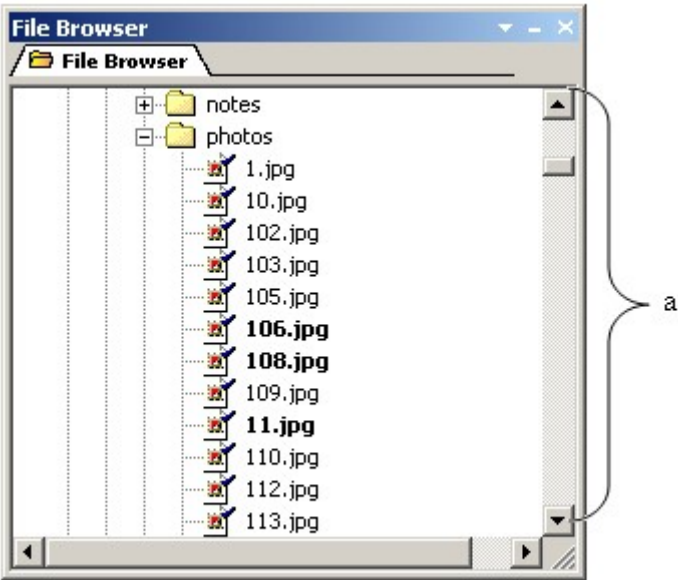 File Browser
File Browser
notes
photos
1.jpg
10.jpg
102.jpg
103.jpg
105.jpg
106.jpg
108.jpg
109.jpg
11.jpg
110.jpg
112.jpg
113.jpg
a